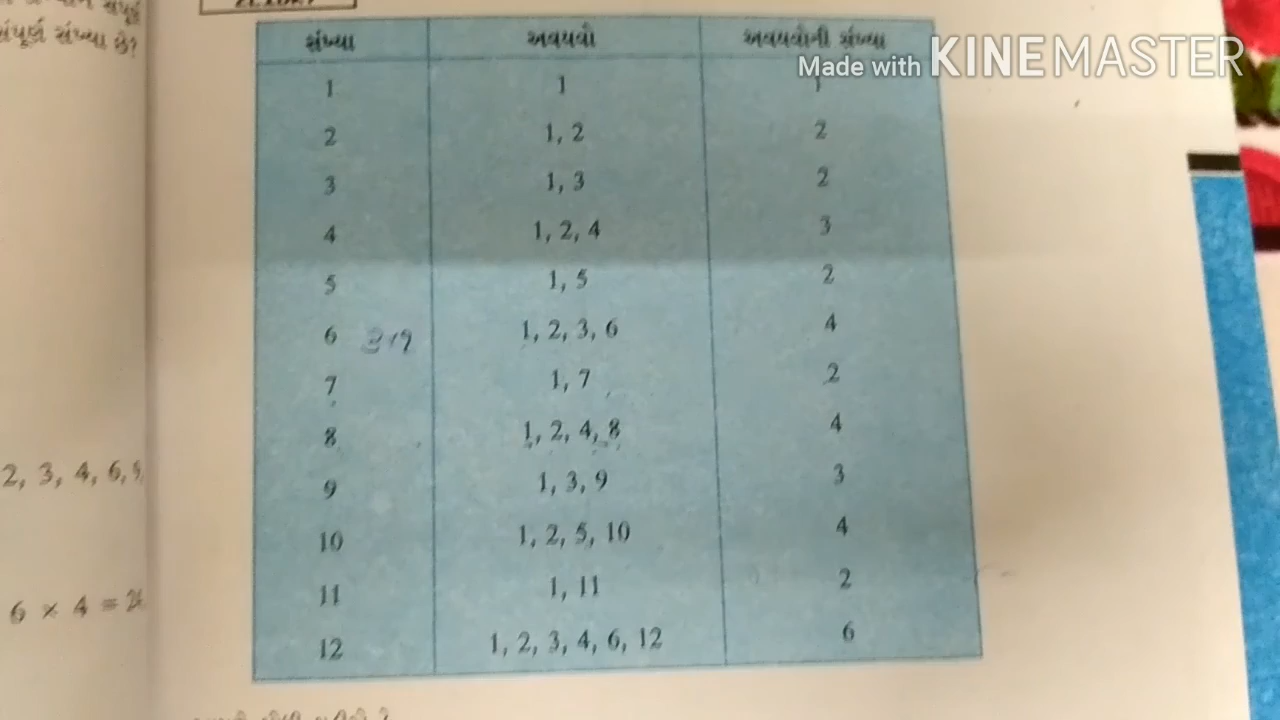 સંપૂર્ણ સંખ્યા છે?
સંખ્યા અવયવો અવયવોની સંખ્યા
Made with KINEMASTER
1 1 1
2 1, 2 2
3 1, 3 2
4 1, 2, 4 3
5 1, 5 2
6 1, 2, 3, 6 4
7 1, 7 2
8 1, 2, 4, 8 4
9 1, 3, 9 3
2, 3, 4, 6,
10 1, 2, 5, 10 4
11 1, 11 2
6 × 4 =
12 1, 2, 3, 4, 6, 12 6